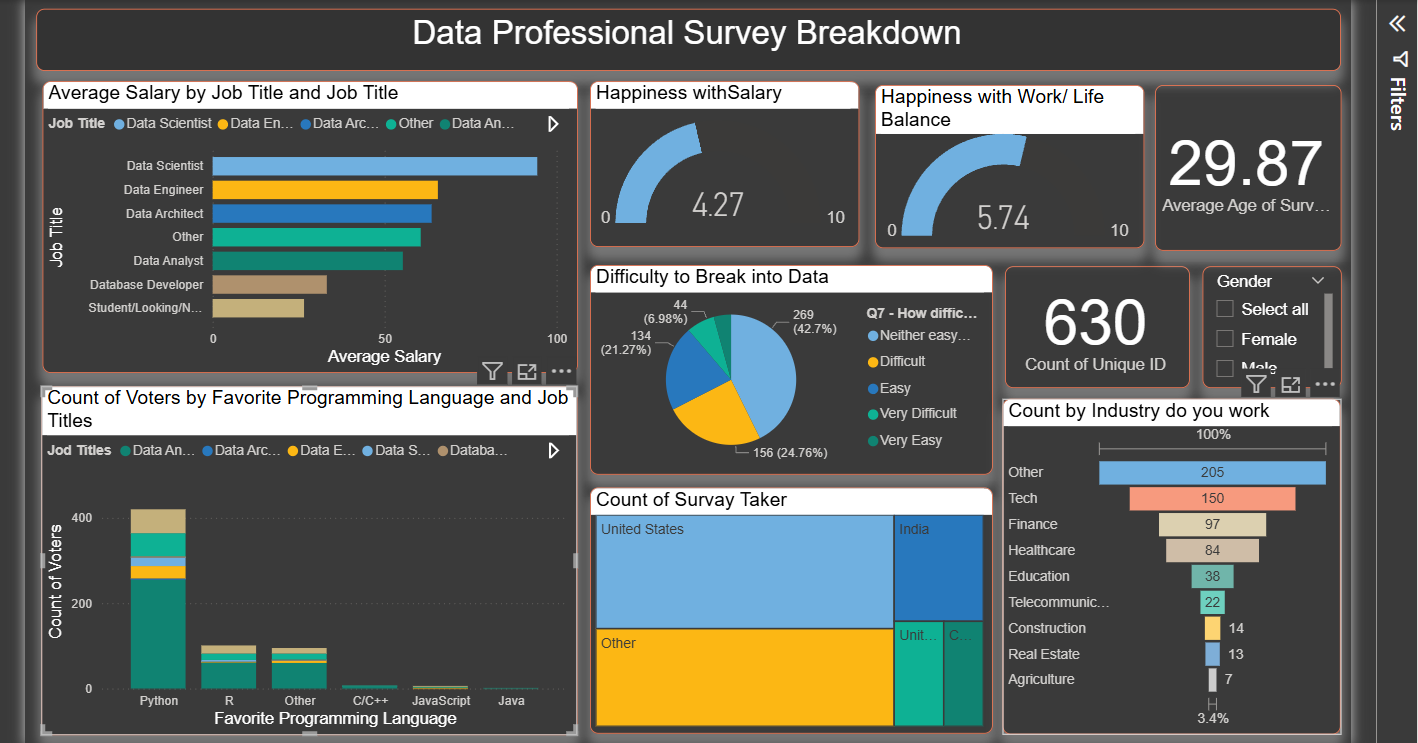 Data Professional Survey Breakdown
Filters
Average Salary by Job Title and Job Title
Job Title Data Scientist Data En... Data Arc... Other Data An...
Job Title
Data Scientist
Data Engineer
Data Architect
Other
Data Analyst
Database Developer
Student/Looking/N...
0 50 100
Average Salary
Happiness withSalary
0 4.27 10
Happiness with Work/ Life
Balance
0 5.74 10
29.87
Average Age of Surv...
Difficulty to Break into Data
44
(6.98%)
134
(21.27%)
269
(42.7%)
156 (24.76%)
Q7 - How diffic...
Neither easy...
Difficult
Easy
Very Difficult
Very Easy
630
Count of Unique ID
Gender
Select all
Female
Male
Count of Voters by Favorite Programming Language and Job
Titles
Jod Titles Data An... Data Arc... Data E... Data S... Databa...
Count of Voters
400
200
0
Python R Other C/C++ JavaScript Java
Favorite Programming Language
Count of Survay Taker
United States
India
Other
Unit...
C...
Count by Industry do you work
100%
Other 205
Tech 150
Finance 97
Healthcare 84
Education 38
Telecommunic... 22
Construction 14
Real Estate 13
Agriculture 7
3.4%